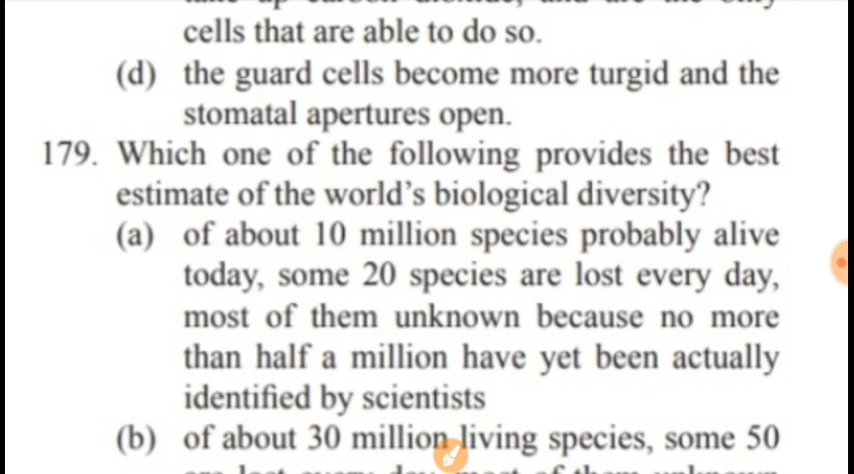 cells that are able to do so.
(d) the guard cells become more turgid and the
stomatal apertures open.
179. Which one of the following provides the best
estimate of the world’s biological diversity?
(a) of about 10 million species probably alive
today, some 20 species are lost every day,
most of them unknown because no more
than half a million have yet been actually
identified by scientists
(b) of about 30 million living species, some 50